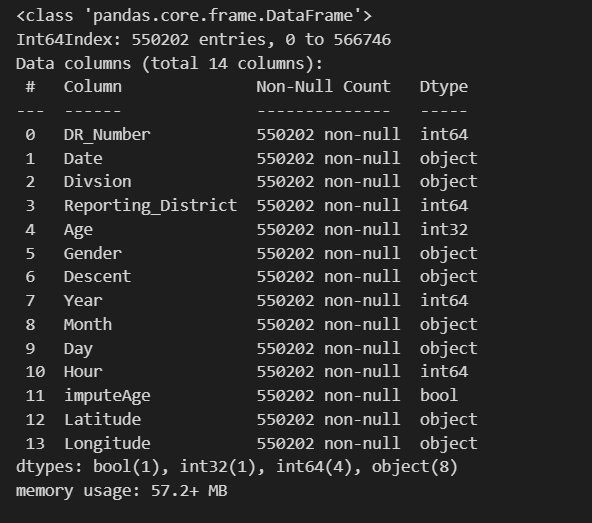 <class 'pandas.core.frame.DataFrame'>
Int64Index: 550202 entries, 0 to 566746
Data columns (total 14 columns):
 #   Column              Non-Null Count   Dtype
---  ------              --------------   -----
 0   DR_Number           550202 non-null  int64
 1   Date                550202 non-null  object
 2   Divsion             550202 non-null  object
 3   Reporting_District  550202 non-null  int64
 4   Age                 550202 non-null  int32
 5   Gender              550202 non-null  object
 6   Descent             550202 non-null  object
 7   Year                550202 non-null  int64
 8   Month               550202 non-null  object
 9   Day                 550202 non-null  object
 10  Hour                550202 non-null  int64
 11  imputeAge           550202 non-null  bool
 12  Latitude            550202 non-null  object
 13  Longitude           550202 non-null  object
dtypes: bool(1), int32(1), int64(4), object(8)
memory usage: 57.2+ MB